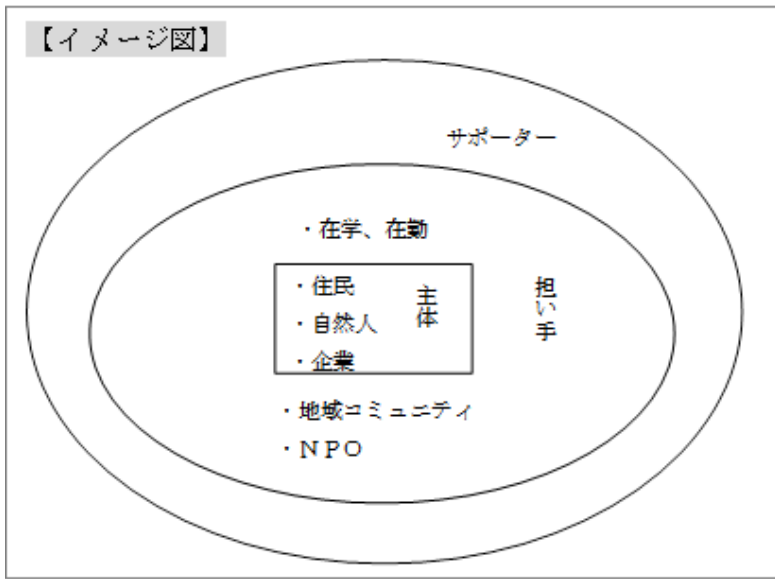 【イメージ図】
サポーター
・在学、在勤
・住民
・自然人
・企業
主体
担い手
・地域コミュニティ
・ＮＰＯ